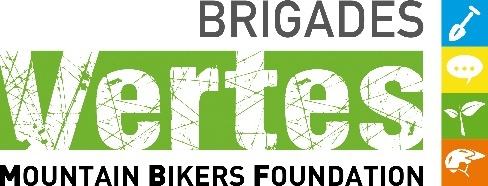 BRIGADES
Vertes
MOUNTAIN BIKERS FOUNDATION